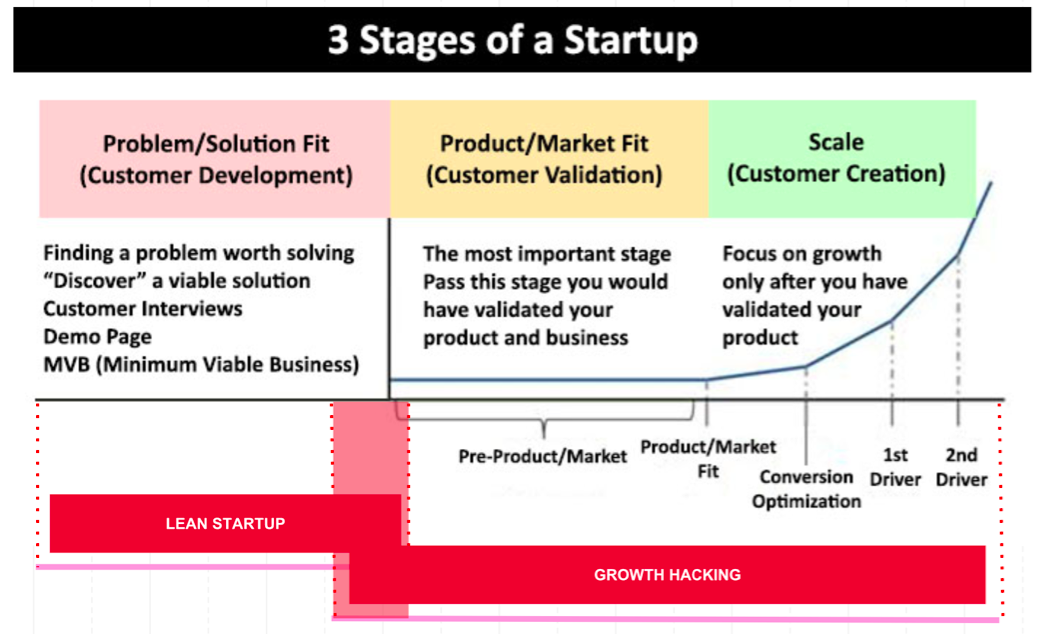 3 Stages of a Startup
Problem/Solution Fit
(Customer Development)
Product/Market Fit
(Customer Validation)
Scale
(Customer Creation)
Finding a problem worth solving
“Discover” a viable solution
Customer Interviews
Demo Page
MVB (Minimum Viable Business)
The most important stage
Pass this stage you would
have validated your
product and business
Focus on growth
only after you have
validated your
product
Pre-Product/Market
Product/Market
Fit
Conversion
Optimization
1st
Driver
2nd
Driver
LEAN STARTUP
GROWTH HACKING